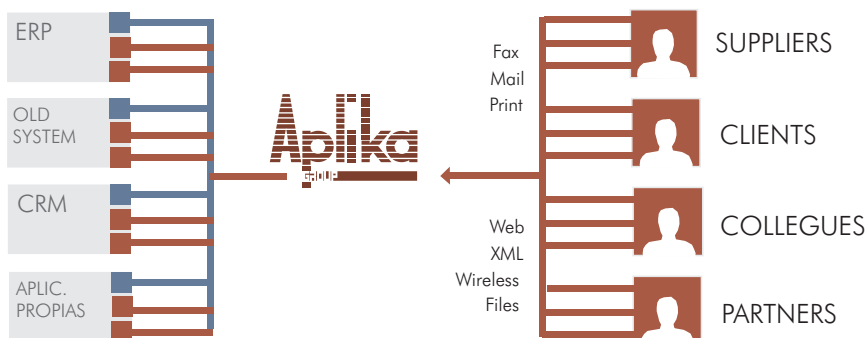 ERP
OLD
SYSTEM
CRM
APLIC.
PROPIAS
Aplika
GROUP
Fax
Mail
Print
Web
XML
Wireless
Files
SUPPLIERS
CLIENTS
COLLEGUES
PARTNERS